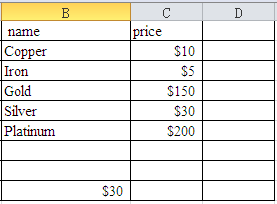 B C D
name price
Copper $10
Iron $5
Gold $150
Silver $30
Platinum $200
$30